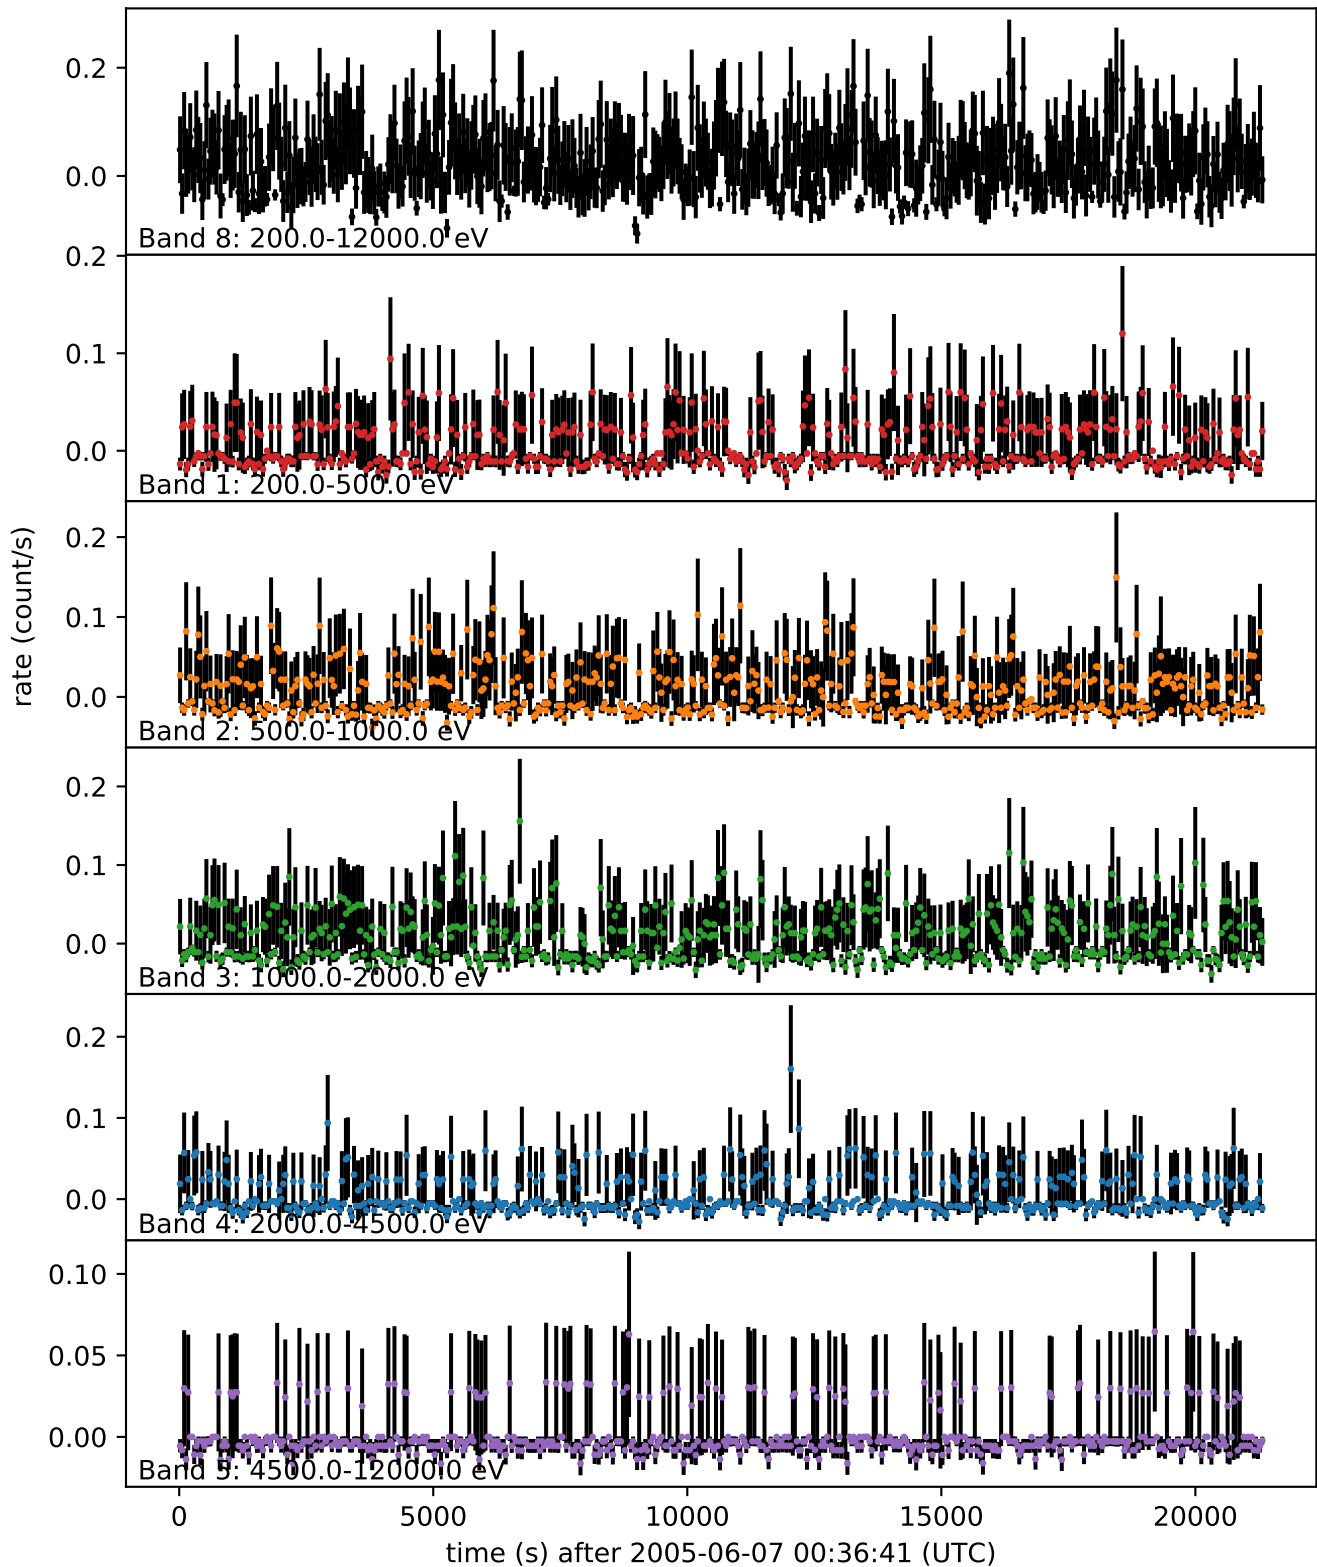 0.2
0.0
Band 8: 200.0-12000.0 eV
0.2
0.1
0.0
Band 1: 200.0-500.0 eV
0.2
0.1
0.0
Band 2: 500.0-1000.0 eV
rate (count/s)
0.2
0.1
0.0
Band 3: 1000.0-2000.0 eV
0.2
0.1
0.0
Band 4: 2000.0-4500.0 eV
0.10
0.05
0.00
Band 5: 4500.0-12000.0 eV
0 5000 10000 15000 20000
time (s) after 2005-06-07 00:36:41 (UTC)